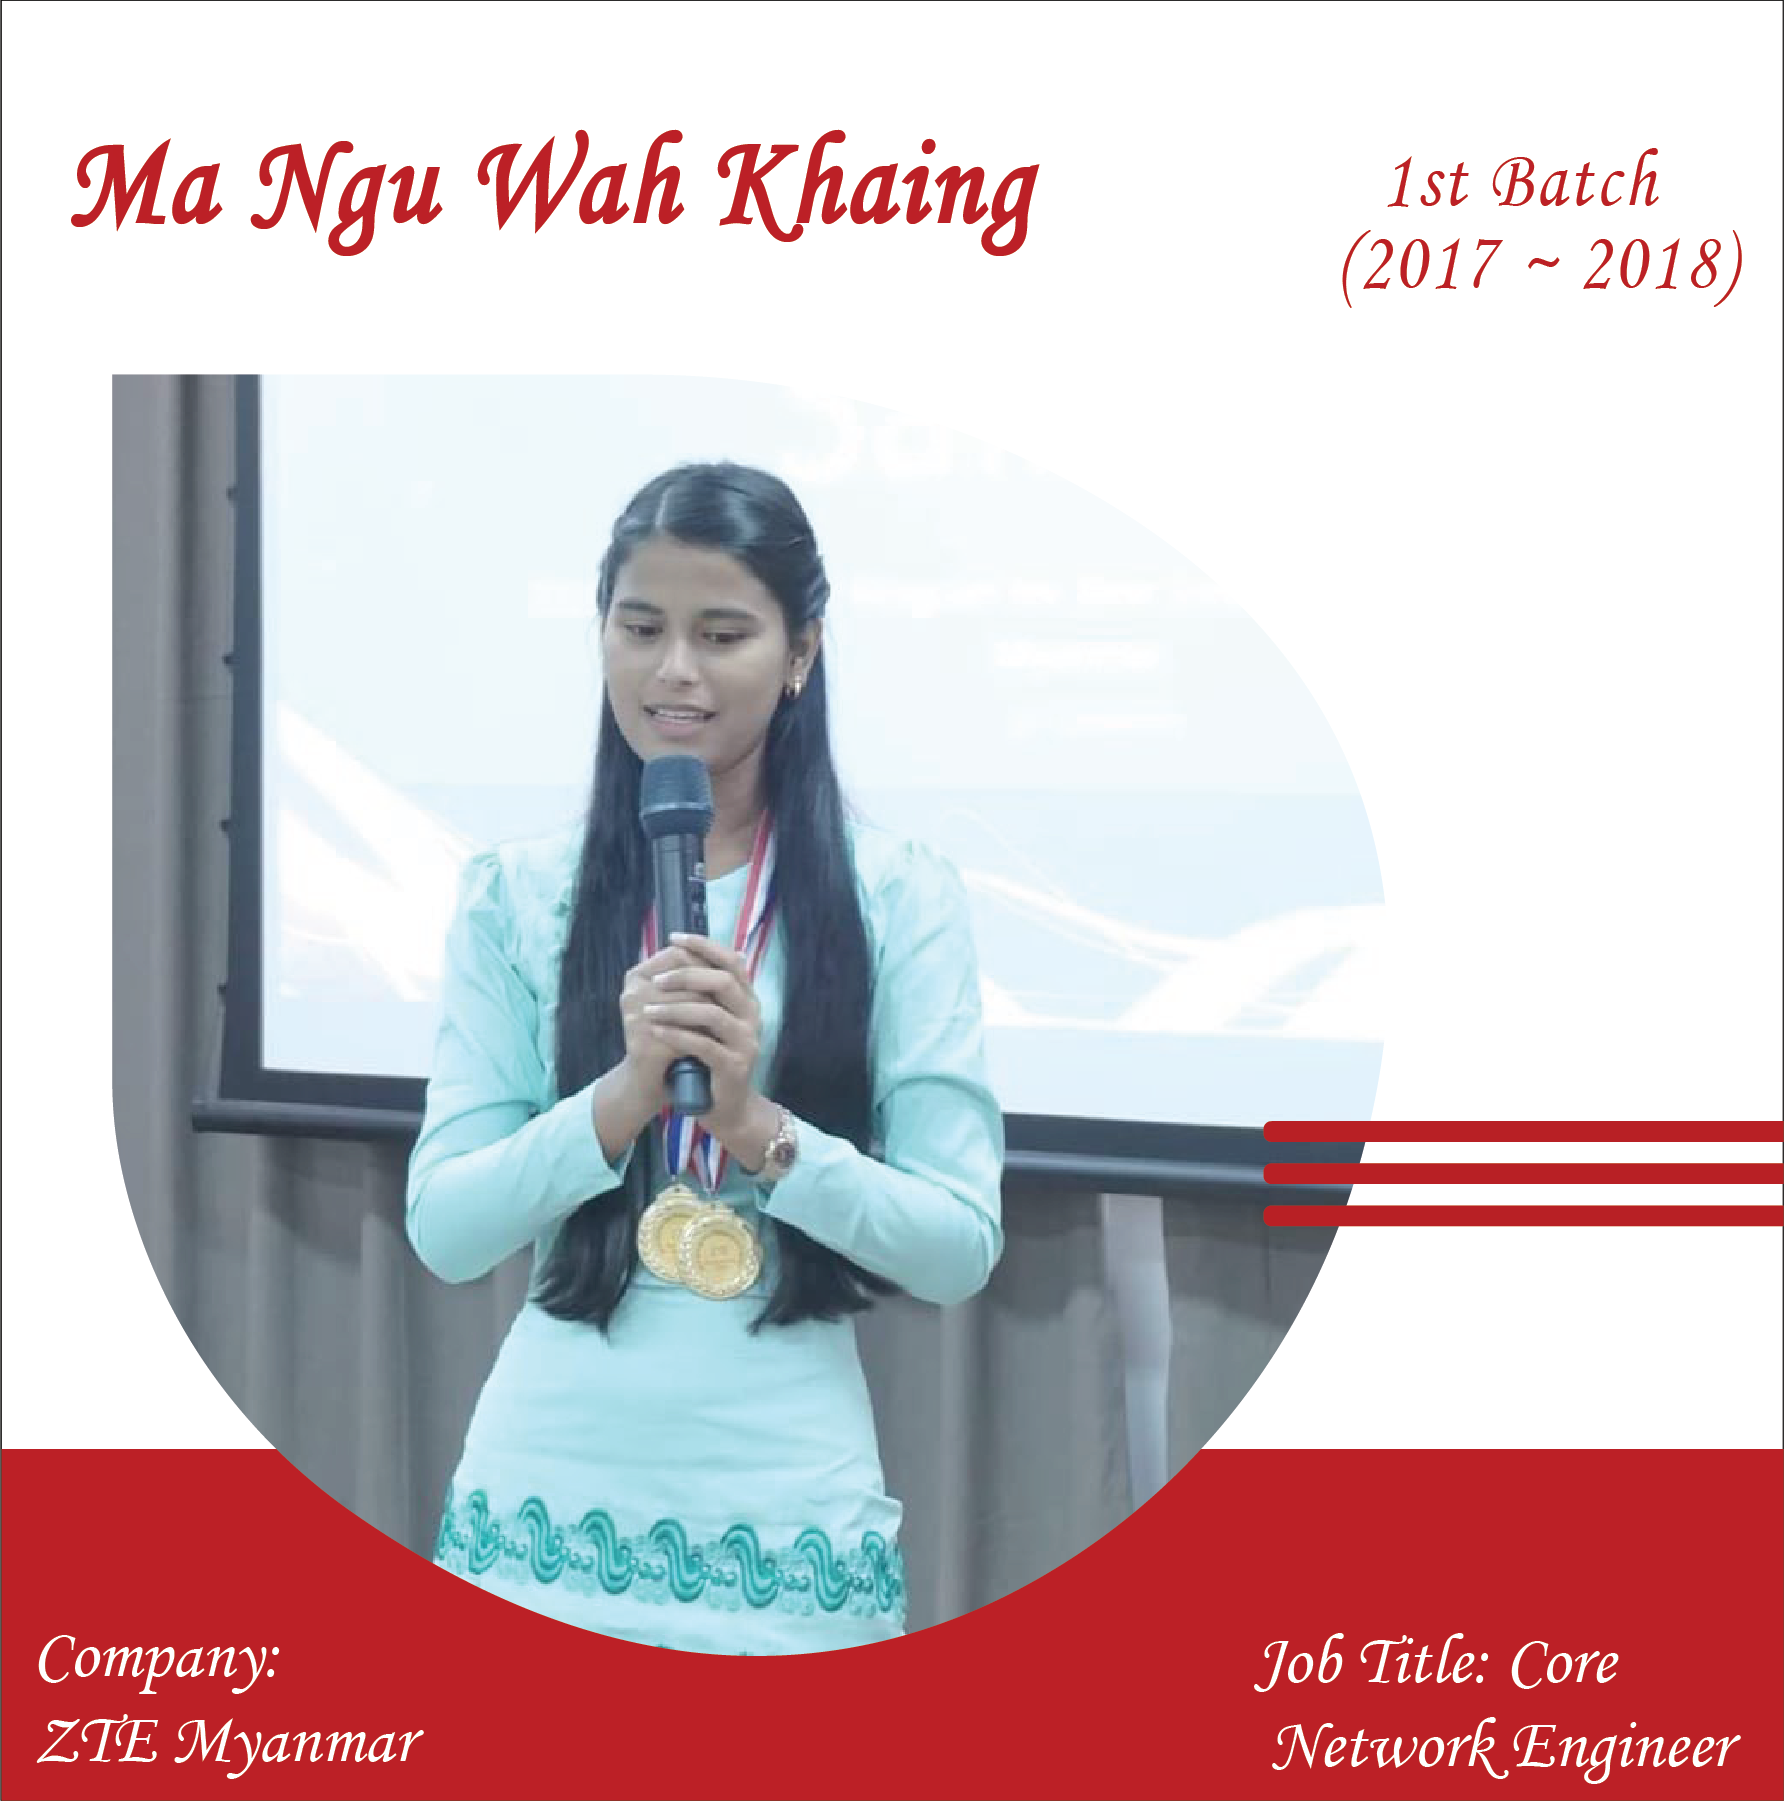 Ma Ngu Wah Khaing
1st Batch
(2017 ~ 2018)
Company:
ZTE Myanmar
Job Title: Core
Network Engineer